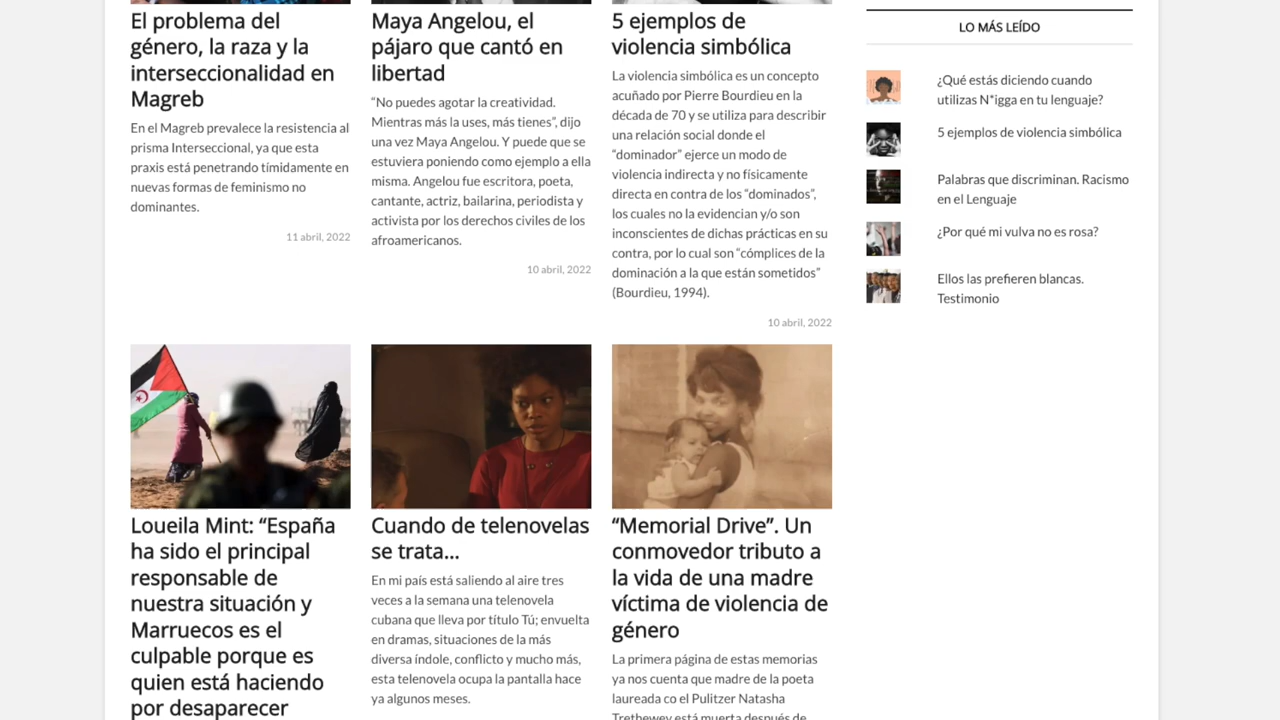 El problema del
género, la raza y la
interseccionalidad en
Magreb
En el Magreb prevalece la resistencia al
prisma Interseccional, ya que esta
praxis está penetrando tímidamente en
nuevas formas de feminismo no
dominantes.
11 abril, 2022
Maya Angelou, el
pájaro que cantó en
libertad
“No puedes agotar la creatividad.
Mientras más la uses, más tienes”, dijo
una vez Maya Angelou. Y puede que se
estuviera poniendo como ejemplo a ella
misma. Angelou fue escritora, poeta,
cantante, actriz, bailarina, periodista y
activista por los derechos civiles de los
afroamericanos.
10 abril, 2022
5 ejemplos de
violencia simbólica
La violencia simbólica es un concepto
acuñado por Pierre Bourdieu en la
década de 70 y se utiliza para describir
una relación social donde el
“dominador” ejerce un modo de
violencia indirecta y no físicamente
directa en contra de los “dominados”,
los cuales no la evidencian y/o son
inconscientes de dichas prácticas en su
contra, por lo cual son “cómplices de la
dominación a la que están sometidos”
(Bourdieu, 1994).
10 abril, 2022
Loueila Mint: “España
ha sido el principal
responsable de
nuestra situación y
Marruecos es el
culpable porque es
quien está haciendo
por desaparecer
Cuando de telenovelas
se trata…
En mi país está saliendo al aire tres
veces a la semana una telenovela
cubana que lleva por título Tú; envuelta
en dramas, situaciones de la más
diversa índole, conflicto y mucho más,
esta telenovela ocupa la pantalla hace
ya algunos meses.
“Memorial Drive”. Un
conmovedor tributo a
la vida de una madre
víctima de violencia de
género
La primera página de estas memorias
ya nos cuenta que madre de la poeta
laureada co el Pulitzer Natasha
Trethewey está muerta después de
LO MÁS LEÍDO
¿Qué estás diciendo cuando
utilizas N*igga en tu lenguaje?
5 ejemplos de violencia simbólica
Palabras que discriminan. Racismo
en el Lenguaje
¿Por qué mi vulva no es rosa?
Ellos las prefieren blancas.
Testimonio